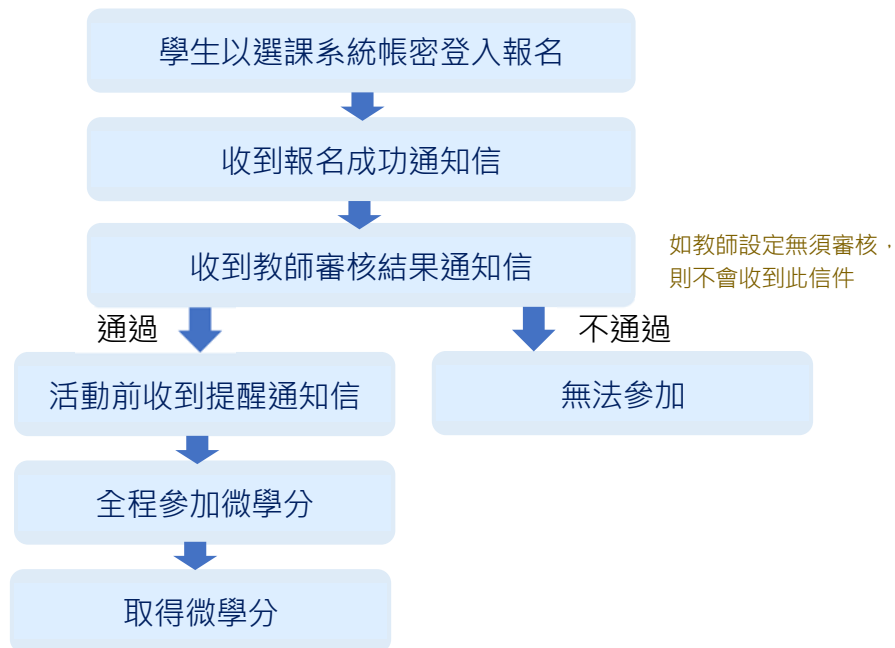 學生以選課系統帳密登入報名
收到報名成功通知信
收到教師審核結果通知信
如教師設定無須審核，
則不會收到此信件
通過
不通過
活動前收到提醒通知信
無法參加
全程參加微學分
取得微學分